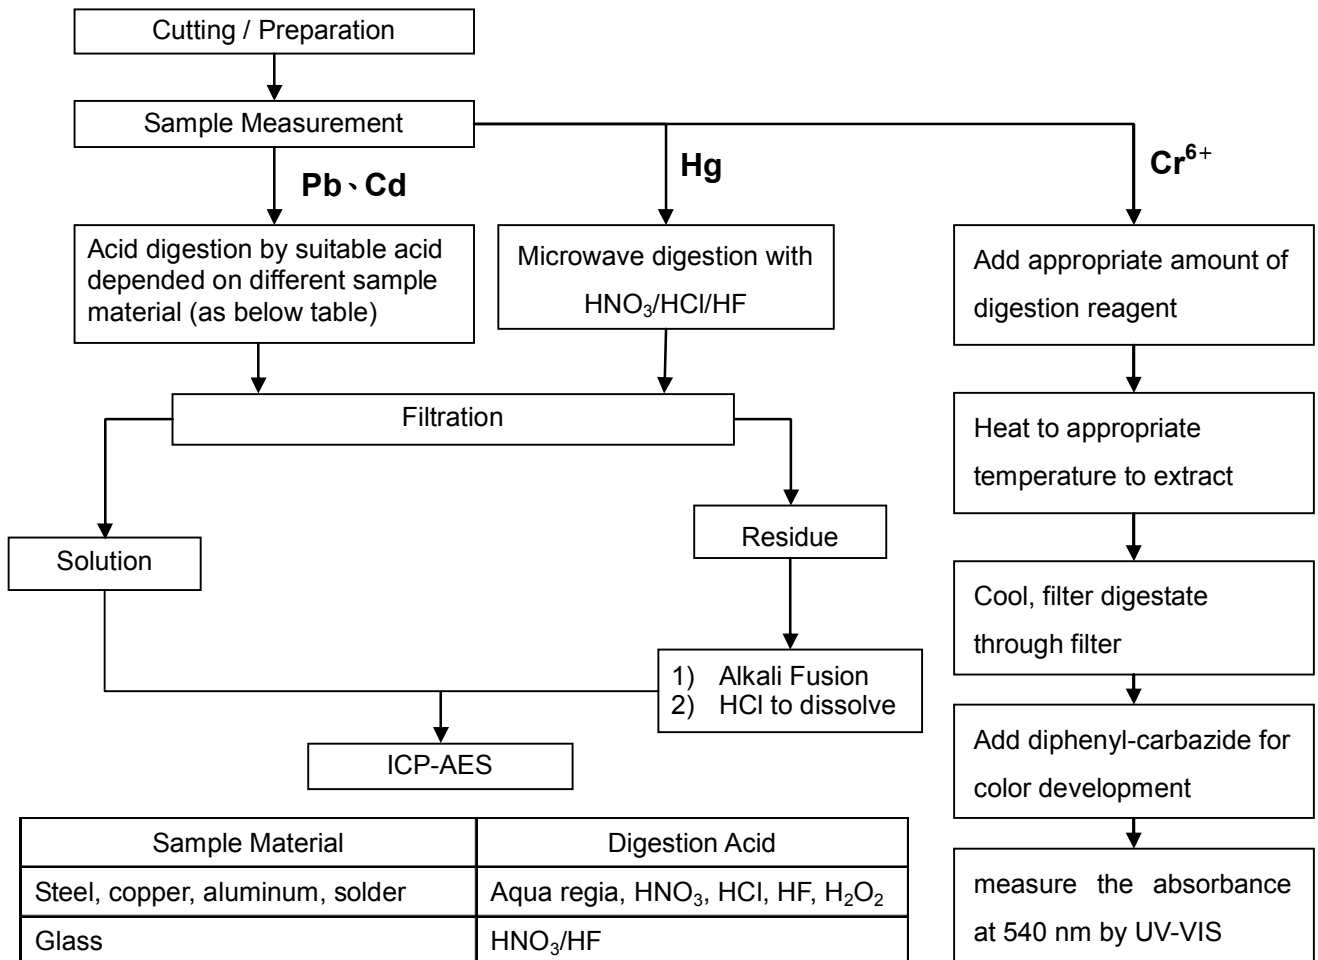 Cutting / Preparation
Sample Measurement
Pb、Cd
Hg
Cr⁶⁺
Acid digestion by suitable acid
depended on different sample
material (as below table)
Microwave digestion with
HNO₃/HCl/HF
Add appropriate amount of
digestion reagent
Filtration
Heat to appropriate
temperature to extract
Solution
Residue
Cool, filter digestate
through filter
1) Alkali Fusion
2) HCl to dissolve
ICP-AES
Add diphenyl-carbazide for
color development
measure the absorbance
at 540 nm by UV-VIS
Sample Material Digestion Acid
Steel, copper, aluminum, solder Aqua regia, HNO₃, HCl, HF, H₂O₂
Glass HNO₃/HF